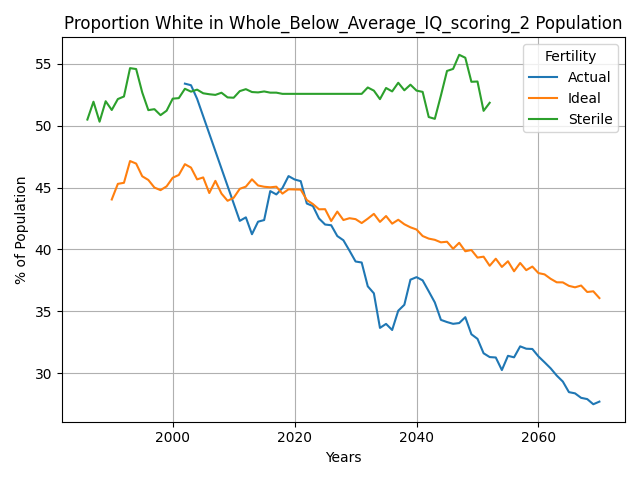 Proportion White in Whole_Below_Average_IQ_scoring_2 Population
Fertility
Actual
Ideal
Sterile
% of Population
55
50
45
40
35
30
2000
2020
2040
2060
Years